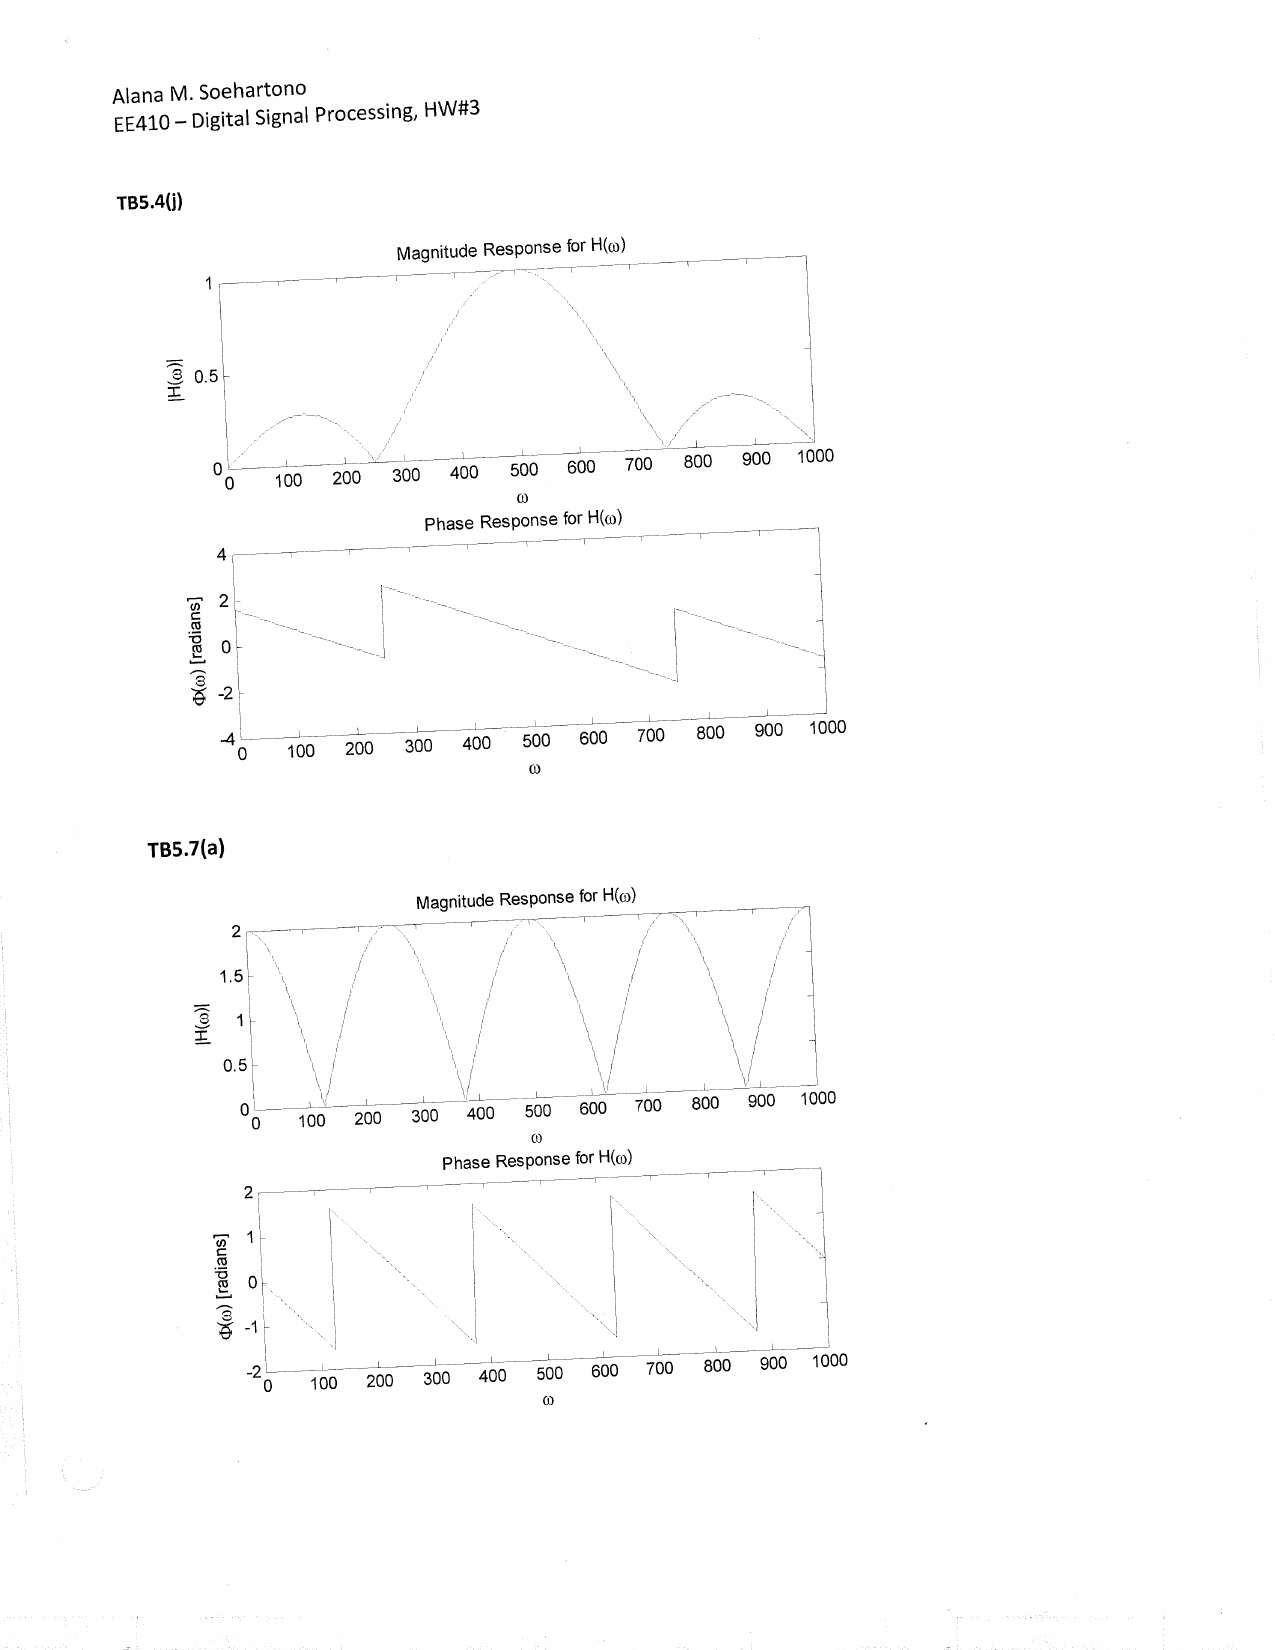 Alana M. Soehartono
EE410 – Digital Signal Processing, HW#3
TB5.4(j)
Magnitude Response for H(ω)
1
0.5
0
|H(ω)|
0 100 200 300 400 500 600 700 800 900 1000
ω
Phase Response for H(ω)
4
2
0
-2
-4
Φ(ω) [radians]
0 100 200 300 400 500 600 700 800 900 1000
ω
TB5.7(a)
Magnitude Response for H(ω)
2
1.5
1
0.5
0
|H(ω)|
0 100 200 300 400 500 600 700 800 900 1000
ω
Phase Response for H(ω)
2
1
0
-1
-2
Φ(ω) [radians]
0 100 200 300 400 500 600 700 800 900 1000
ω